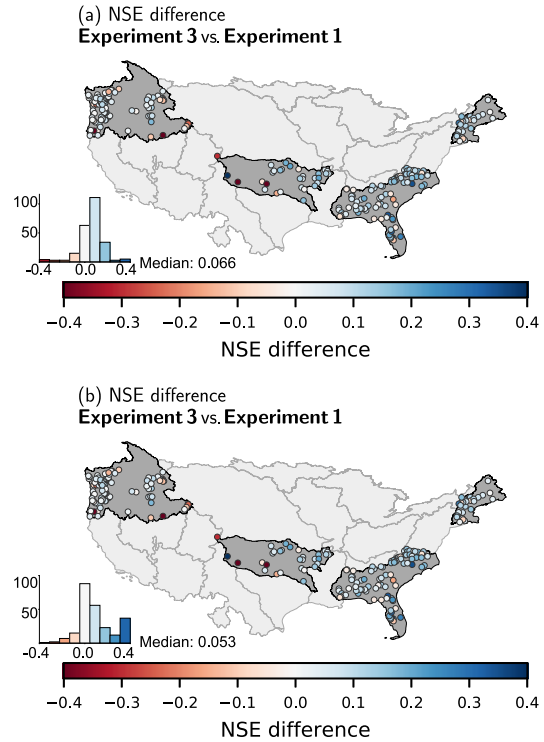 (a) NSE difference
Experiment 3 vs. Experiment 1
100
50
-0.4 0.0 0.4 Median: 0.066
−0.4 −0.3 −0.2 −0.1 0.0 0.1 0.2 0.3 0.4
NSE difference
(b) NSE difference
Experiment 3 vs. Experiment 1
100
50
-0.4 0.0 0.4 Median: 0.053
−0.4 −0.3 −0.2 −0.1 0.0 0.1 0.2 0.3 0.4
NSE difference